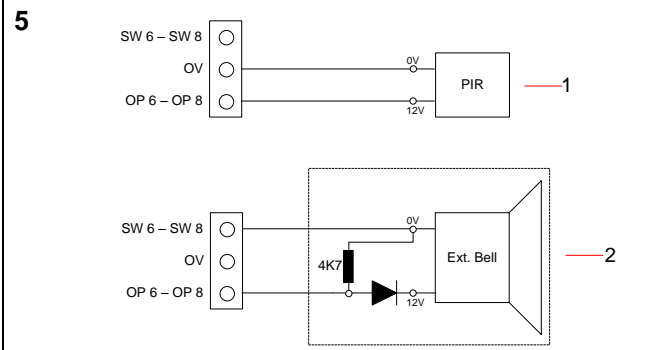 5
SW 6 – SW 8
OV
OP 6 – OP 8
0V
12V
PIR
1
SW 6 – SW 8
OV
OP 6 – OP 8
4K7
0V
12V
Ext. Bell
2